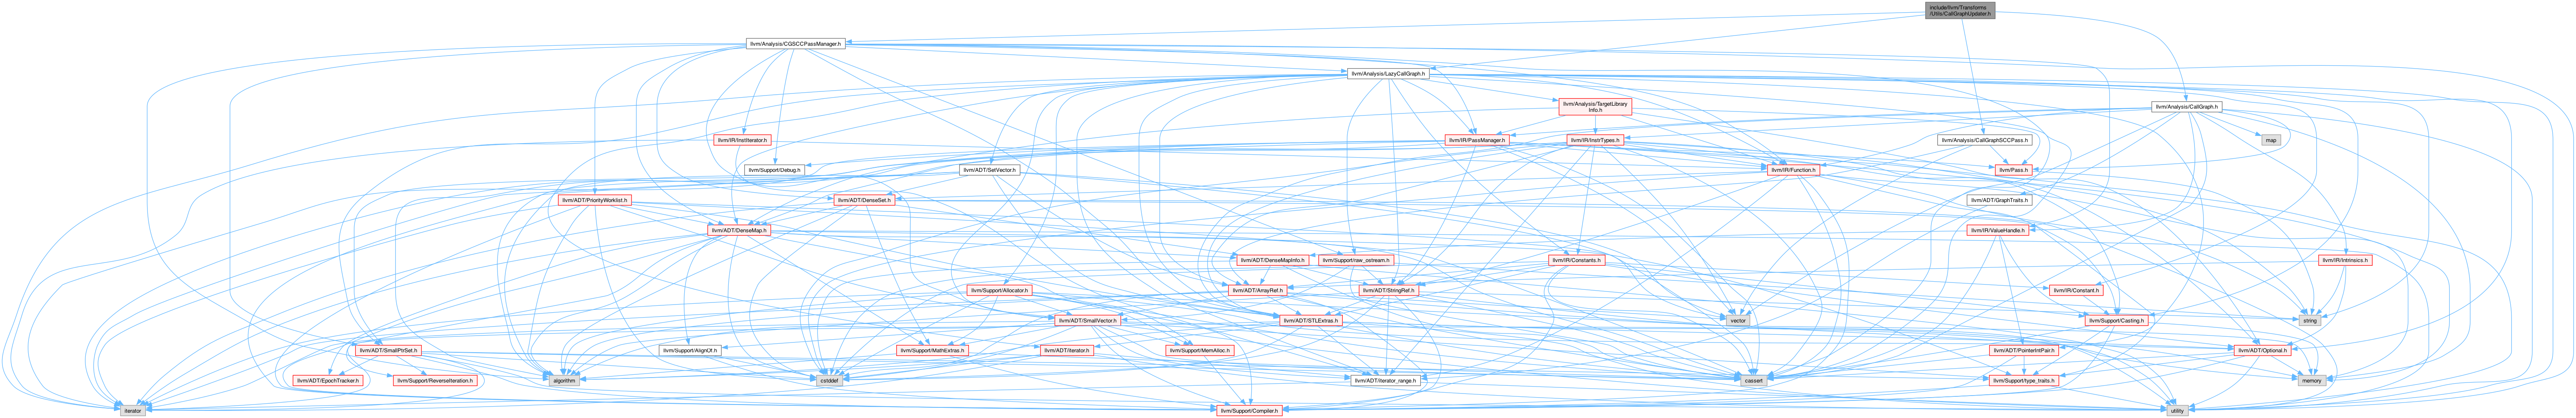 include/llvm/Transforms
/Utils/CallGraphUpdater.h
llvm/Analysis/CGSCCPassManager.h
llvm/Analysis/LazyCallGraph.h
llvm/Analysis/TargetLibrary
Info.h
llvm/Analysis/CallGraph.h
llvm/IR/InstIterator.h
llvm/IR/PassManager.h
llvm/IR/InstrTypes.h
llvm/Analysis/CallGraphSCCPass.h
map
llvm/Support/Debug.h
llvm/ADT/SetVector.h
llvm/IR/Function.h
llvm/Pass.h
llvm/ADT/PriorityWorklist.h
llvm/ADT/DenseSet.h
llvm/ADT/GraphTraits.h
llvm/ADT/DenseMap.h
llvm/IR/ValueHandle.h
llvm/ADT/DenseMapInfo.h
llvm/Support/raw_ostream.h
llvm/IR/Constants.h
llvm/IR/Intrinsics.h
llvm/Support/Allocator.h
llvm/ADT/ArrayRef.h
llvm/ADT/StringRef.h
llvm/IR/Constant.h
llvm/ADT/SmallVector.h
llvm/ADT/STLExtras.h
vector
llvm/Support/Casting.h
string
llvm/ADT/SmallPtrSet.h
llvm/Support/AlignOf.h
llvm/Support/MathExtras.h
llvm/ADT/iterator.h
llvm/Support/MemAlloc.h
llvm/ADT/PointerIntPair.h
llvm/ADT/Optional.h
llvm/ADT/EpochTracker.h
llvm/Support/ReverseIteration.h
algorithm
cstddef
llvm/ADT/iterator_range.h
cassert
llvm/Support/type_traits.h
memory
iterator
llvm/Support/Compiler.h
utility